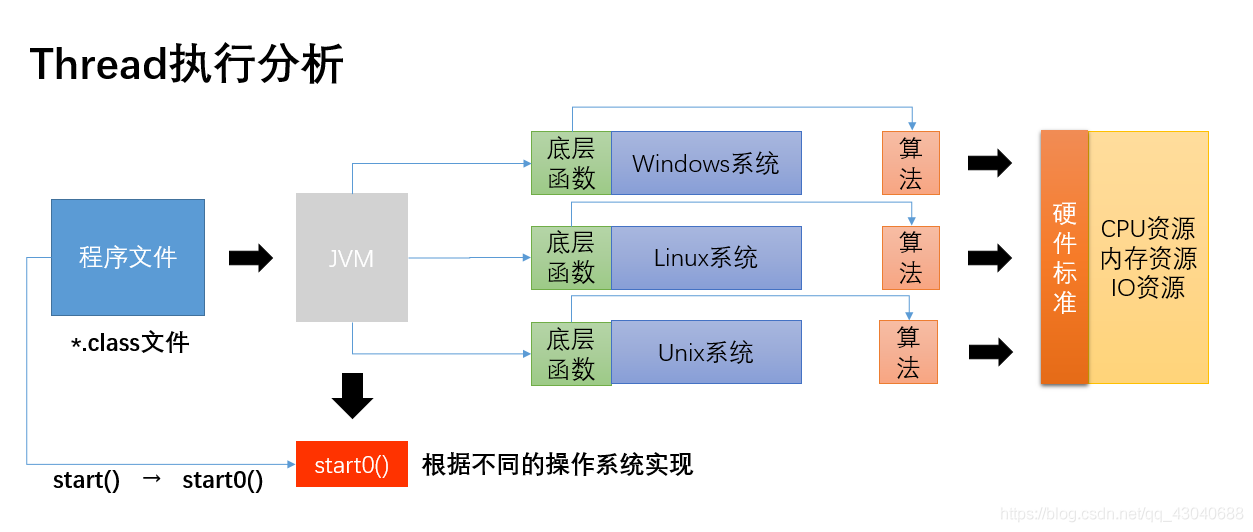 Thread执行分析
程序文件
*.class文件
JVM
底层
函数
Windows系统
算
法
底层
函数
Linux系统
算
法
底层
函数
Unix系统
算
法
硬
件
标
准
CPU资源
内存资源
IO资源
start() → start0()
start0()
根据不同的操作系统实现
https://blog.csdn.net/qq_43040688